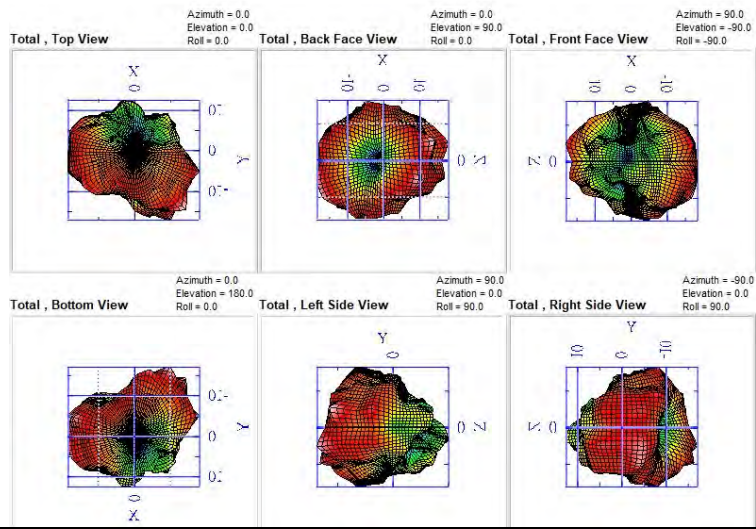 Azimuth = 0.0
Elevation = 0.0
Roll = 0.0
Total , Top View
X
0
0
Y
Azimuth = 0.0
Elevation = 90.0
Roll = 0.0
Total , Back Face View
X
-10
0
10
0
Z
Azimuth = 90.0
Elevation = -90.0
Roll = -90.0
Total , Front Face View
X
10
0
-10
Z
0
Azimuth = 0.0
Elevation = 180.0
Roll = 0.0
Total , Bottom View
0
Y
0
X
Azimuth = 90.0
Elevation = 0.0
Roll = 90.0
Total , Left Side View
Y
0
0
Z
Azimuth = -90.0
Elevation = 0.0
Roll = 90.0
Total , Right Side View
Y
10
0
-10
Z
0